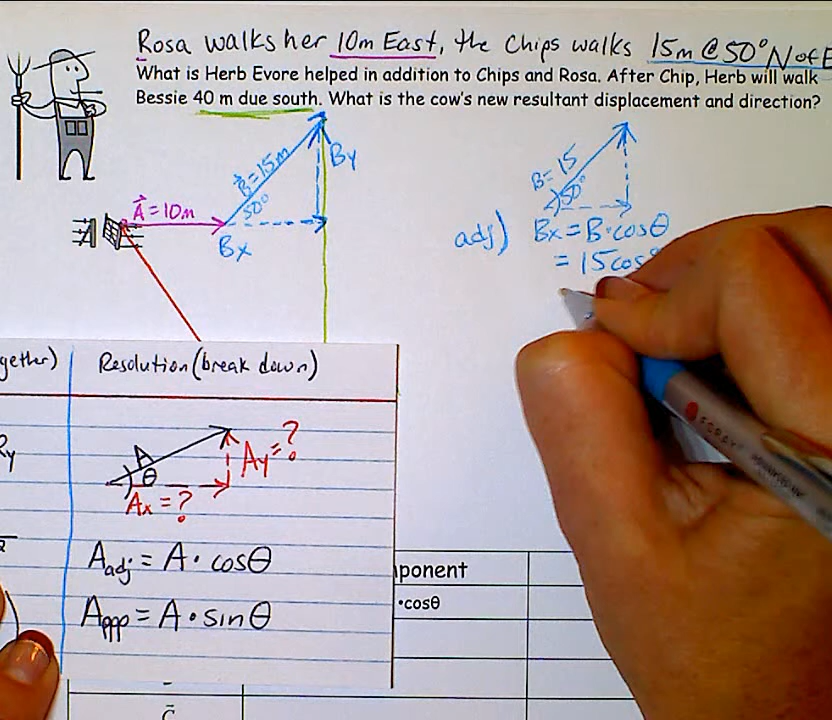 Rosa walks her 10m East, the Chips walks 15m @ 50° N of E
What is Herb Evore helped in addition to Chips and Rosa. After Chip, Herb will walk
Bessie 40 m due south. What is the cow's new resultant displacement and direction?
A = 10m
B = 15m
50°
By
Bx
B = 15
50°
adj) Bx = B·cosθ
= 15cos
gether)
Resolution (break down)
Ry
A
θ
Ay = ?
Ax = ?
Aadj = A · cosθ
Aopp = A · sinθ
ponent
•cosθ
C